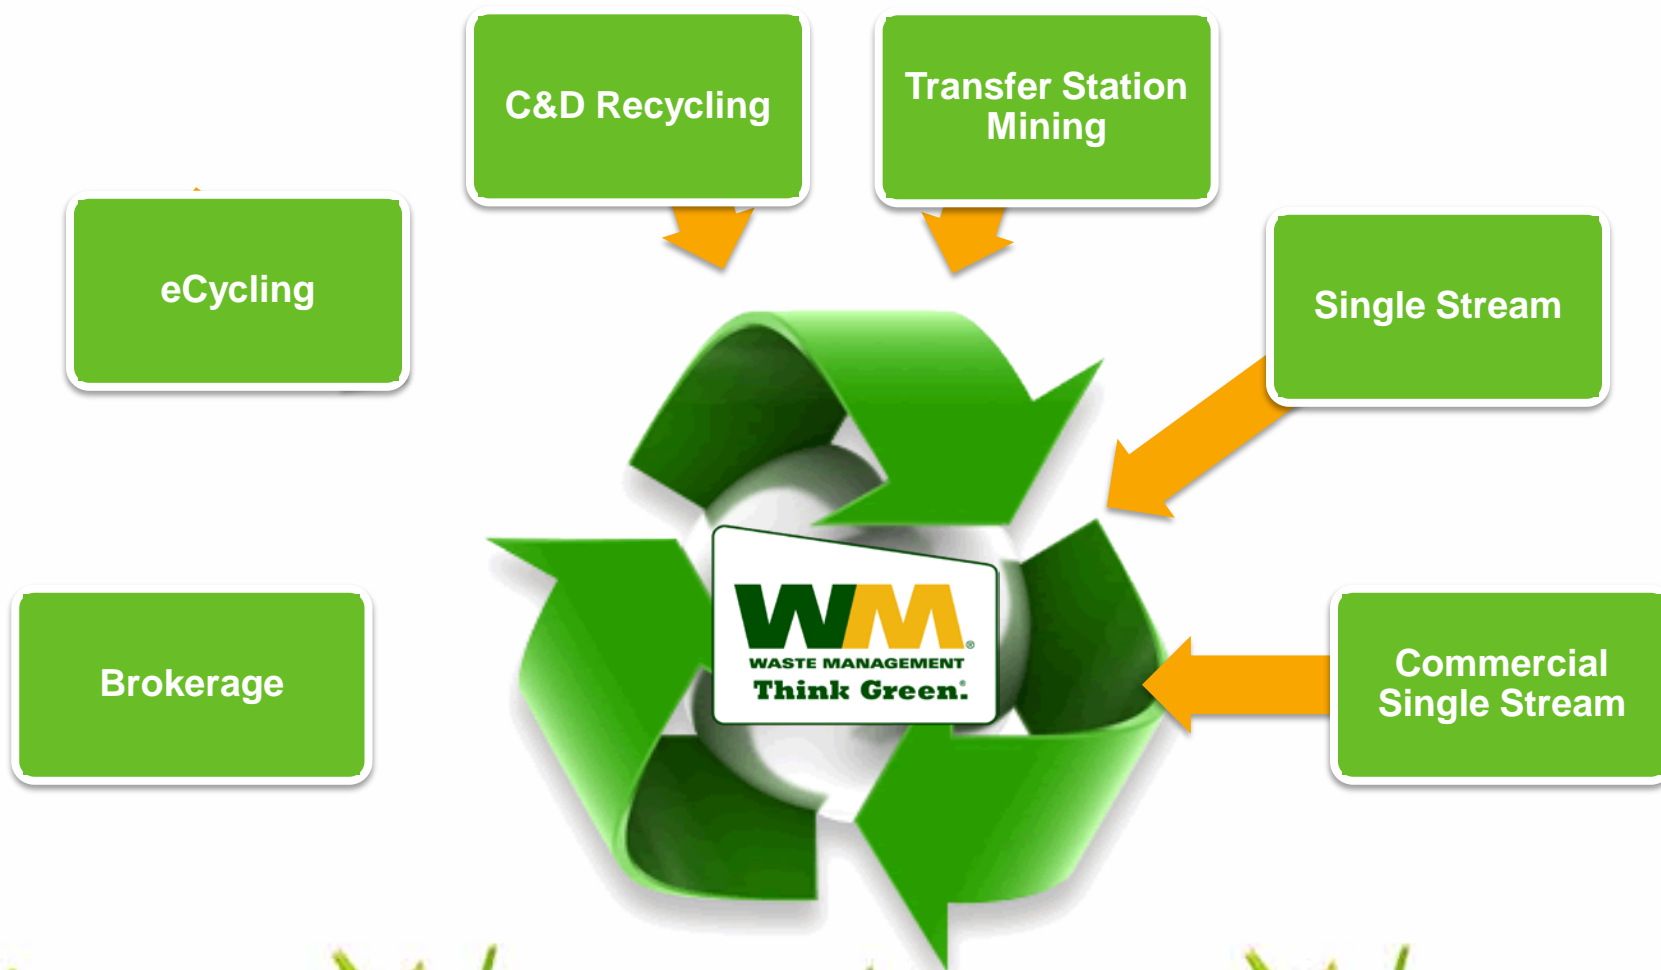 C&D Recycling
Transfer Station
Mining
eCycling
Single Stream
WM®
WASTE MANAGEMENT
Think Green.®
Brokerage
Commercial
Single Stream